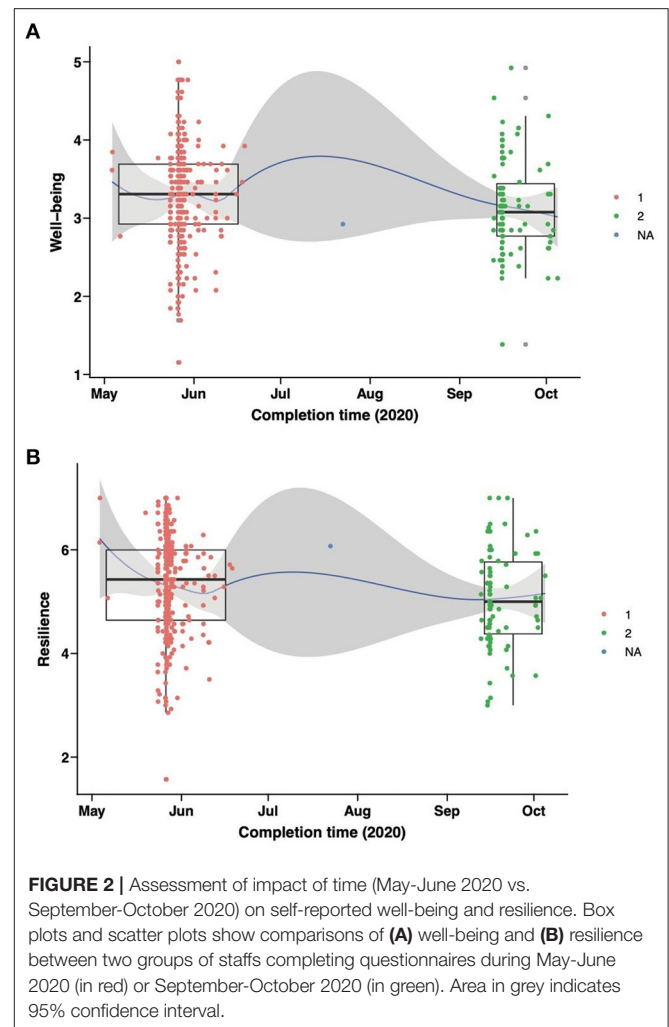 A
5
4
3
2
1
Well–being
May Jun Jul Aug Sep Oct
Completion time (2020)
1
2
NA
B
6
4
2
Resilience
May Jun Jul Aug Sep Oct
Completion time (2020)
1
2
NA
FIGURE 2 | Assessment of impact of time (May-June 2020 vs.
September-October 2020) on self-reported well-being and resilience. Box
plots and scatter plots show comparisons of (A) well-being and (B) resilience
between two groups of staffs completing questionnaires during May-June
2020 (in red) or September-October 2020 (in green). Area in grey indicates
95% confidence interval.